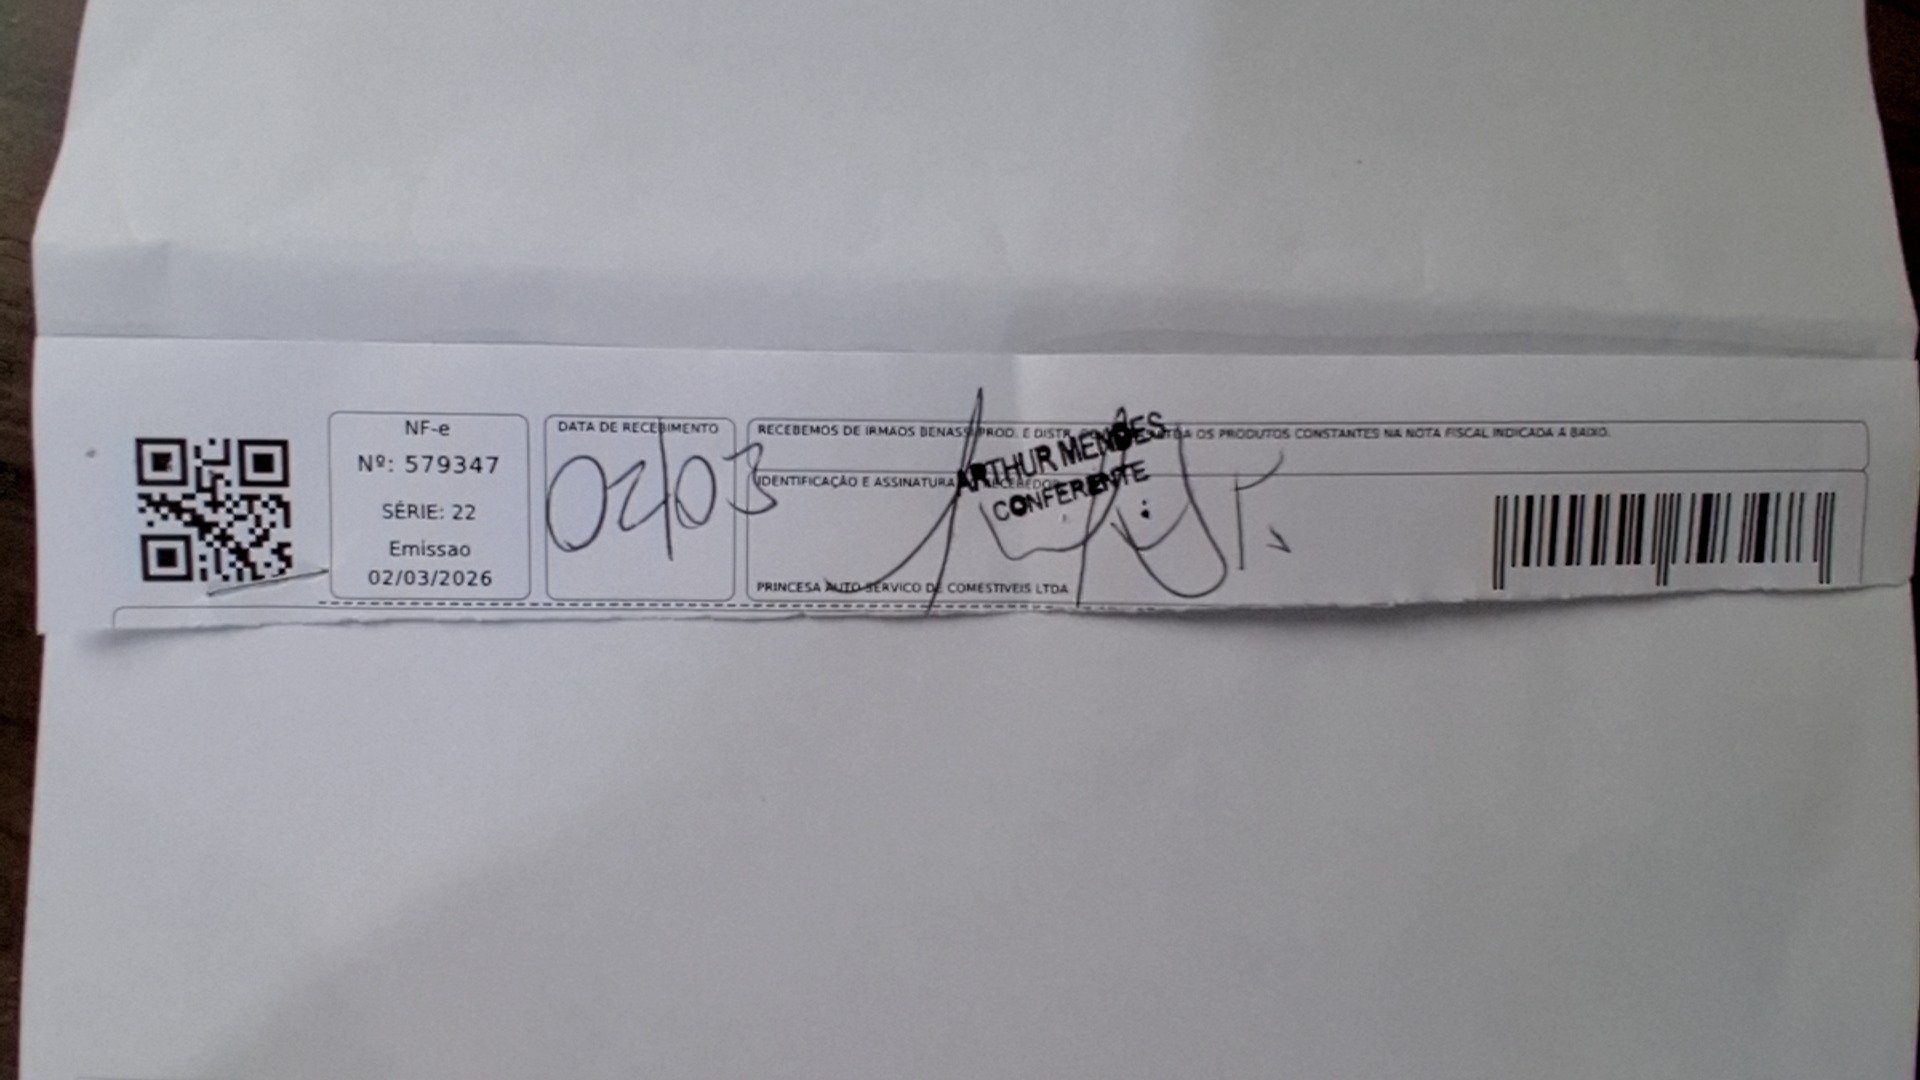 NF-e
Nº: 579347
SÉRIE: 22
Emissao
02/03/2026
DATA DE RECEBIMENTO
02/03
RECEBEMOS DE IRMAOS BENASSI PROD. E DISTR. OS PRODUTOS CONSTANTES NA NOTA FISCAL INDICADA A BAIXO.
IDENTIFICAÇÃO E ASSINATURA RECEBEDOR
ARTHUR MENDES
CONFERENTE
PRINCESA AUTO SERVICO DE COMESTIVEIS LTDA